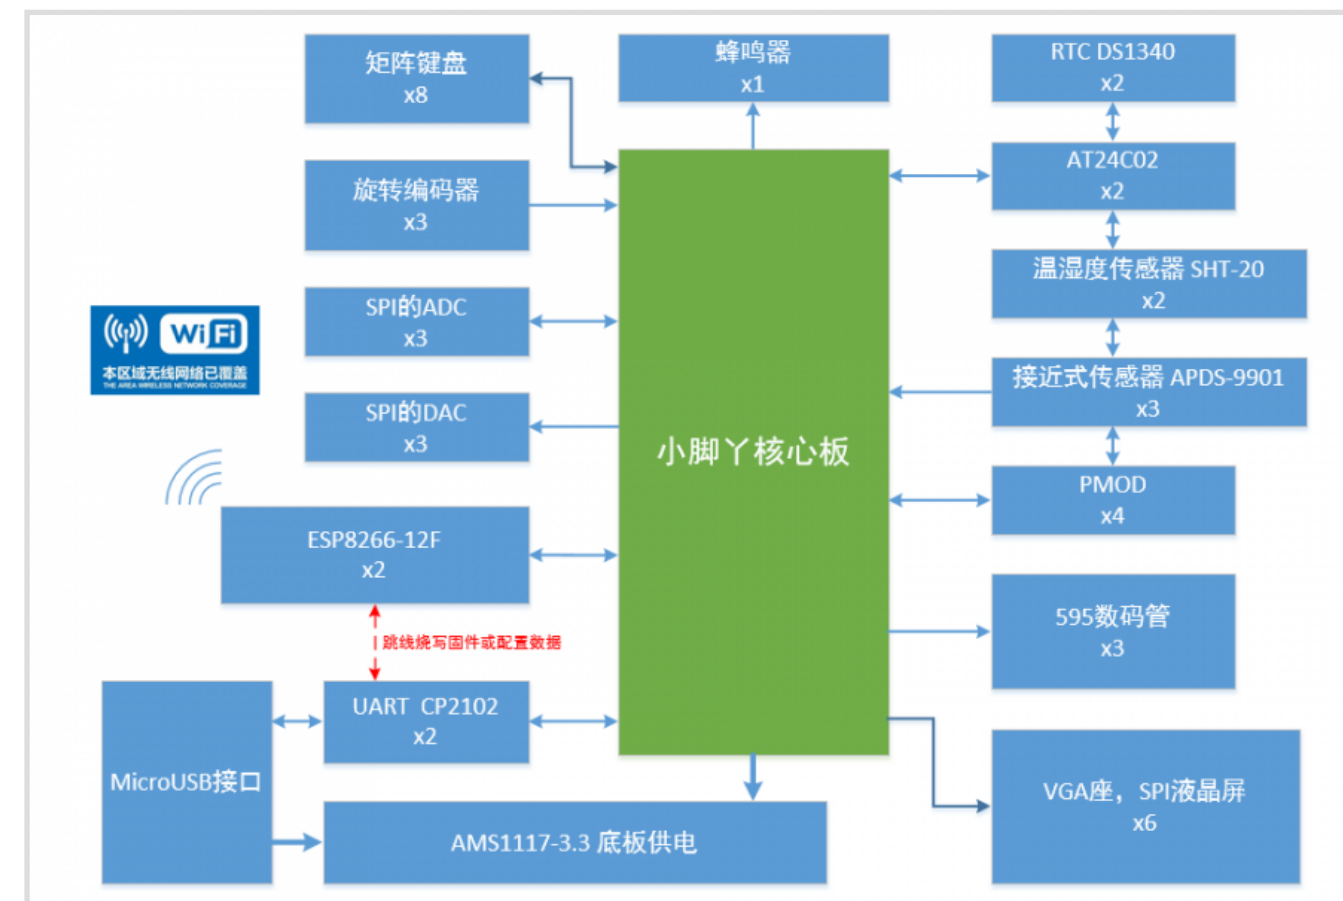 矩阵键盘
x8
蜂鸣器
x1
RTC DS1340
x2
旋转编码器
x3
AT24C02
x2
温湿度传感器 SHT-20
x2
SPI的ADC
x3
WiFi
本区域无线网络已覆盖
THE AREA WIRELESS NETWORK COVERAGE
接近式传感器 APDS-9901
x3
SPI的DAC
x3
小脚丫核心板
PMOD
x4
ESP8266-12F
x2
595数码管
x3
跳线烧写固件或配置数据
UART CP2102
x2
MicroUSB接口
VGA座，SPI液晶屏
x6
AMS1117-3.3 底板供电